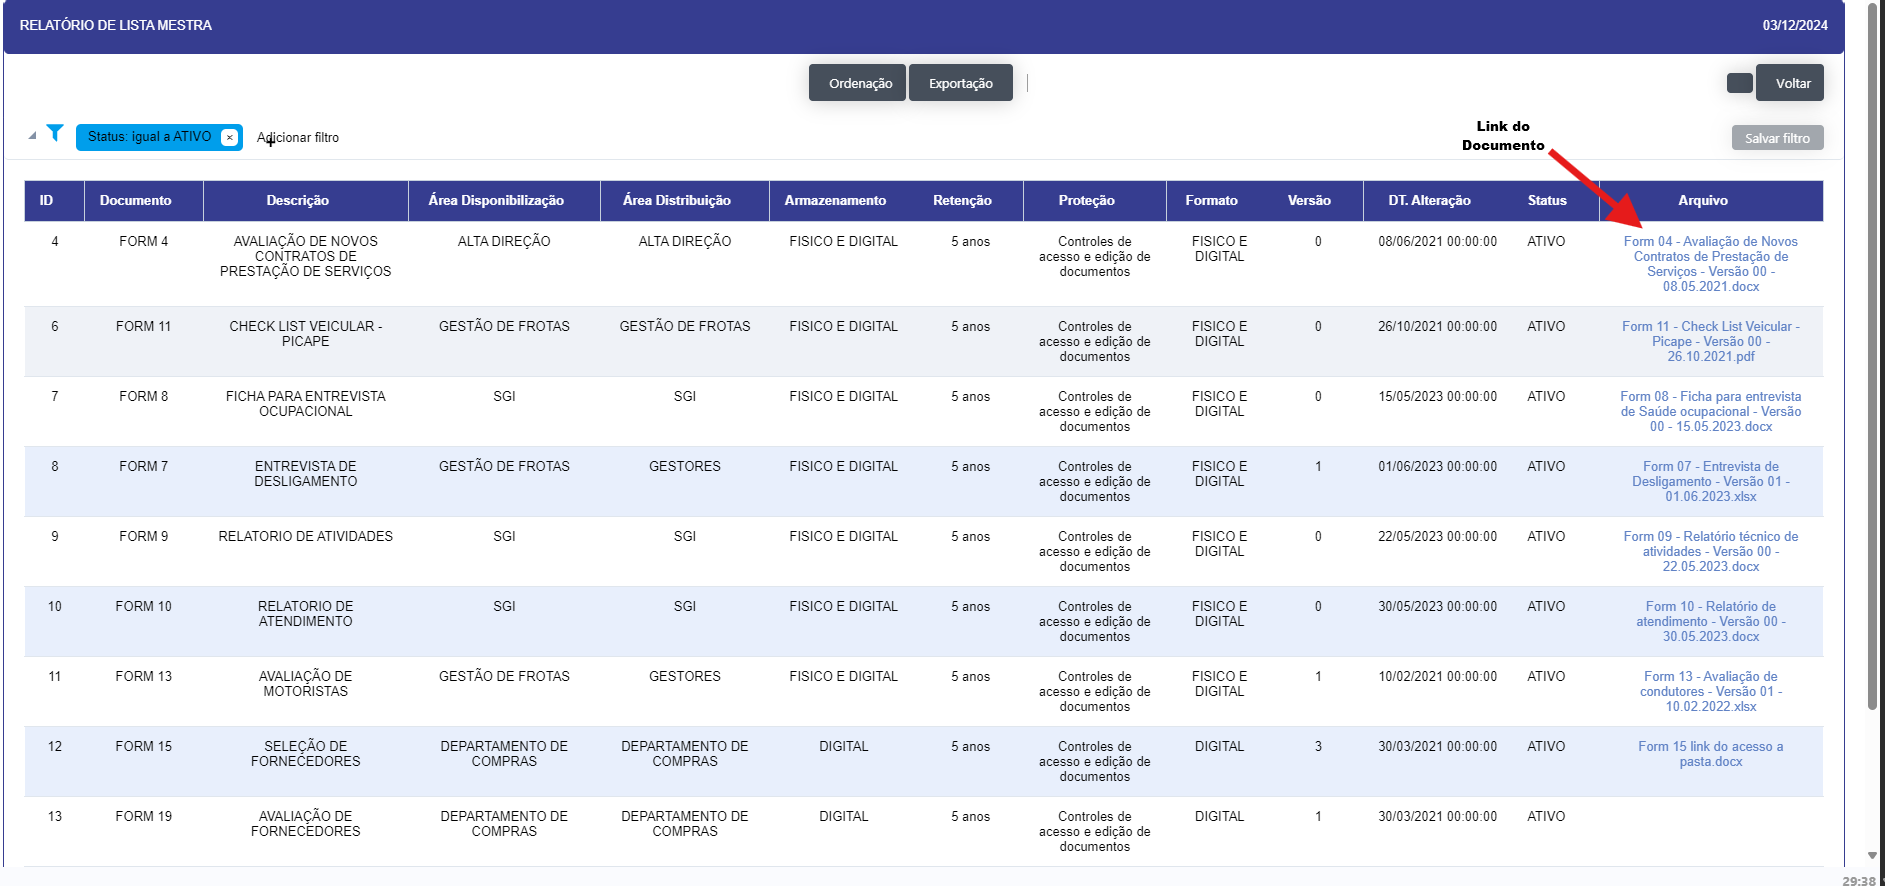 RELATÓRIO DE LISTA MESTRA 03/12/2024
Ordenação Exportação Voltar
Status: igual a ATIVO × Adicionar filtro Salvar filtro
Link do
Documento
ID Documento Descrição Área Disponibilização Área Distribuição Armazenamento Retenção Proteção Formato Versão DT. Alteração Status Arquivo
4 FORM 4 AVALIAÇÃO DE NOVOS ALTA DIREÇÃO ALTA DIREÇÃO FISICO E DIGITAL 5 anos Controles de FISICO E 0 08/06/2021 00:00:00 ATIVO Form 04 - Avaliação de Novos
CONTRATOS DE acesso e edição de DIGITAL Contratos de Prestação de
PRESTAÇÃO DE SERVIÇOS documentos Serviços - Versão 00 -
08.05.2021.docx
6 FORM 11 CHECK LIST VEICULAR - GESTÃO DE FROTAS GESTÃO DE FROTAS FISICO E DIGITAL 5 anos Controles de FISICO E 0 26/10/2021 00:00:00 ATIVO Form 11 - Check List Veicular -
PICAPE acesso e edição de DIGITAL Picape - Versão 00 -
documentos 26.10.2021.pdf
7 FORM 8 FICHA PARA ENTREVISTA SGI SGI FISICO E DIGITAL 5 anos Controles de FISICO E 0 15/05/2023 00:00:00 ATIVO Form 08 - Ficha para entrevista
OCUPACIONAL acesso e edição de DIGITAL de Saúde ocupacional - Versão
documentos 00 - 15.05.2023.docx
8 FORM 7 ENTREVISTA DE GESTÃO DE FROTAS GESTORES FISICO E DIGITAL 5 anos Controles de FISICO E 1 01/06/2023 00:00:00 ATIVO Form 07 - Entrevista de
DESLIGAMENTO acesso e edição de DIGITAL Desligamento - Versão 01 -
documentos 01.06.2023.xlsx
9 FORM 9 RELATORIO DE ATIVIDADES SGI SGI FISICO E DIGITAL 5 anos Controles de FISICO E 0 22/05/2023 00:00:00 ATIVO Form 09 - Relatório técnico de
acesso e edição de DIGITAL atividades - Versão 00 -
documentos 22.05.2023.docx
10 FORM 10 RELATORIO DE SGI SGI FISICO E DIGITAL 5 anos Controles de FISICO E 0 30/05/2023 00:00:00 ATIVO Form 10 - Relatório de
ATENDIMENTO acesso e edição de DIGITAL atendimento - Versão 00 -
documentos 30.05.2023.docx
11 FORM 13 AVALIAÇÃO DE GESTÃO DE FROTAS GESTORES FISICO E DIGITAL 5 anos Controles de FISICO E 1 10/02/2021 00:00:00 ATIVO Form 13 - Avaliação de
MOTORISTAS acesso e edição de DIGITAL condutores - Versão 01 -
documentos 10.02.2022.xlsx
12 FORM 15 SELEÇÃO DE DEPARTAMENTO DE DEPARTAMENTO DE DIGITAL 5 anos Controles de DIGITAL 3 30/03/2021 00:00:00 ATIVO Form 15 link do acesso a
FORNECEDORES COMPRAS COMPRAS acesso e edição de pasta.docx
documentos
13 FORM 19 AVALIAÇÃO DE DEPARTAMENTO DE DEPARTAMENTO DE DIGITAL 5 anos Controles de DIGITAL 1 30/03/2021 00:00:00 ATIVO
FORNECEDORES COMPRAS COMPRAS acesso e edição de
documentos
29:38